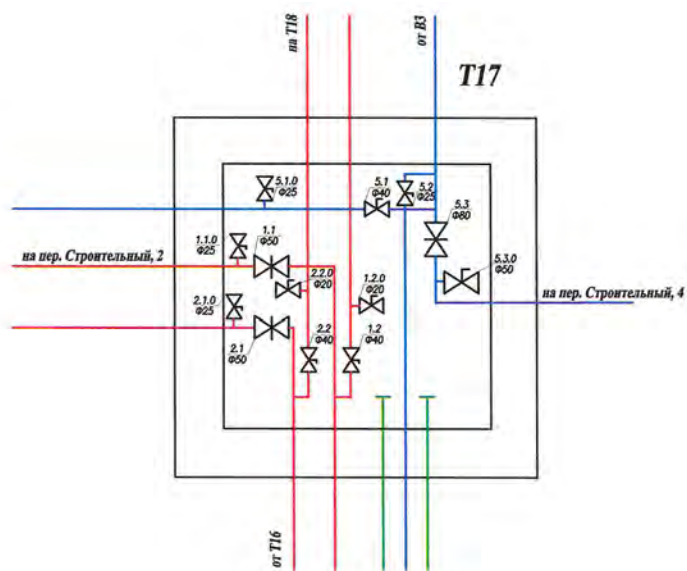 на Т18
от В3
Т17
5.1.0
Ф25
5.1
Ф40
5.2
Ф25
5.3
Ф80
1.1.0
Ф25
1.1
Ф50
на пер. Строительный, 2
2.2.0
Ф20
1.2.0
Ф20
5.3.0
Ф50
на пер. Строительный, 4
2.1.0
Ф25
2.1
Ф50
2.2
Ф40
1.2
Ф40
от Т16